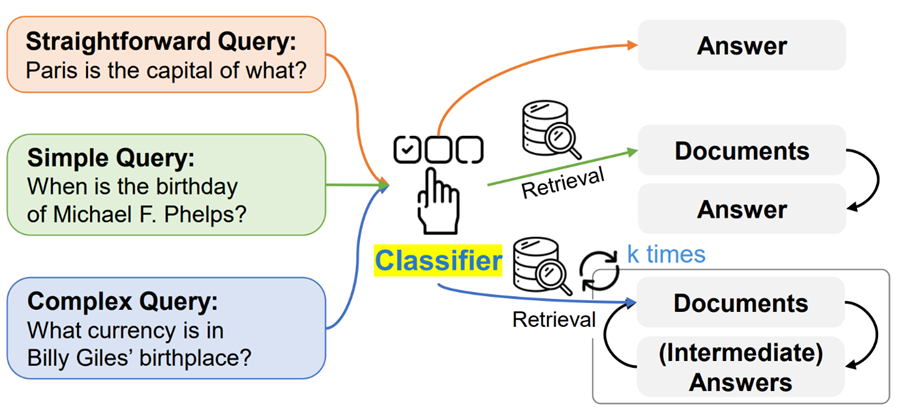 Straightforward Query:
Paris is the capital of what?
Simple Query:
When is the birthday
of Michael F. Phelps?
Complex Query:
What currency is in
Billy Giles’ birthplace?
Classifier
Answer
Retrieval
Documents
Answer
Retrieval
k times
Documents
(Intermediate)
Answers